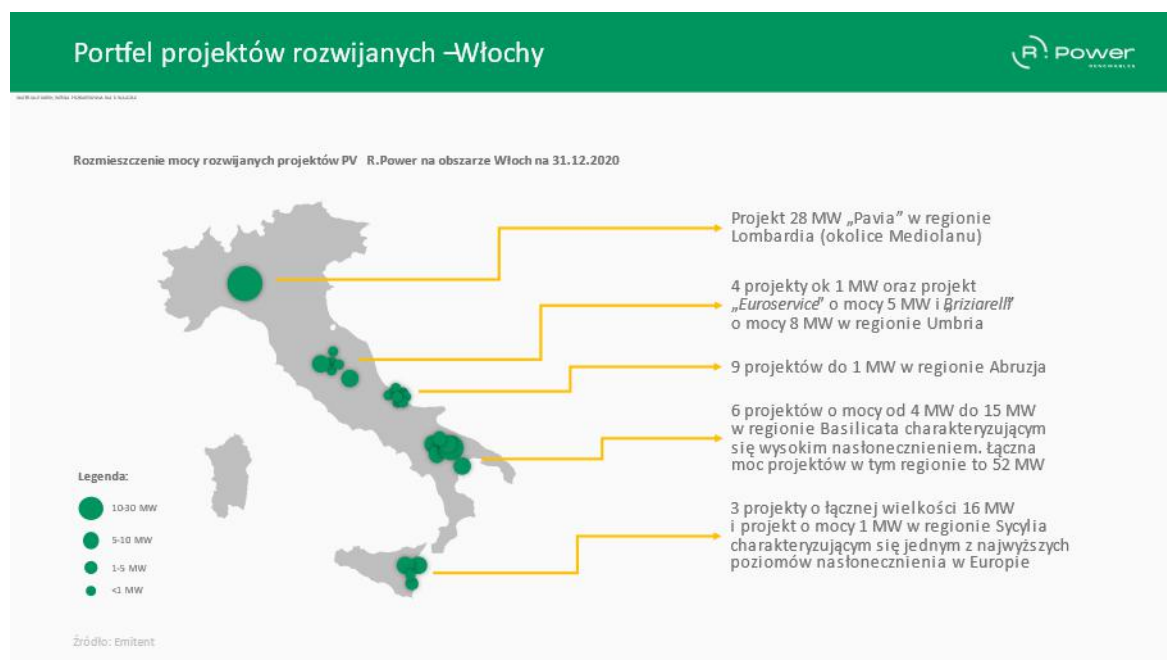 Portfel projektów rozwijanych –Włochy
R.Power
RENEWABLES
Rozmieszczenie mocy rozwijanych projektów PV R.Power na obszarze Włoch na 31.12.2020
Projekt 28 MW „Pavia” w regionie
Lombardia (okolice Mediolanu)
4 projekty ok 1 MW oraz projekt
„Euroservice” o mocy 5 MW i „Briziarelli”
o mocy 8 MW w regionie Umbria
9 projektów do 1 MW w regionie Abruzja
6 projektów o mocy od 4 MW do 15 MW
w regionie Basilicata charakteryzującym
się wysokim nasłonecznieniem. Łączna
moc projektów w tym regionie to 52 MW
3 projekty o łącznej wielkości 16 MW
i projekt o mocy 1 MW w regionie Sycylia
charakteryzującym się jednym z najwyższych
poziomów nasłonecznienia w Europie
Legenda:
10-30 MW
5-10 MW
1-5 MW
<1 MW
Źródło: Emitent